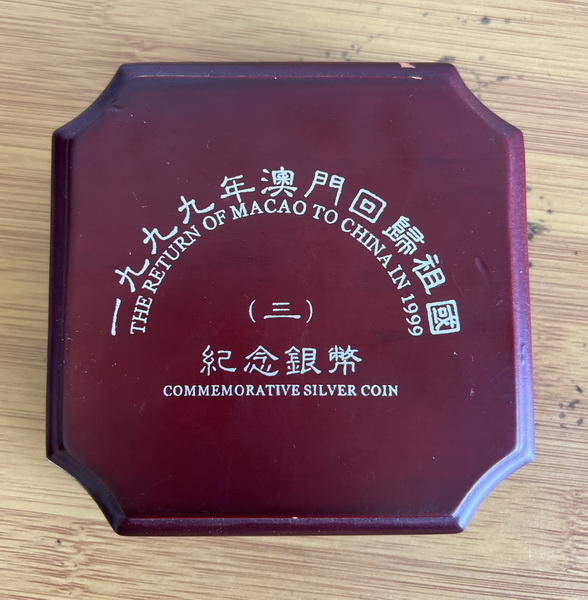 一九九九年澳門回歸祖國
THE RETURN OF MACAO TO CHINA IN 1999
(三)
紀念銀幣
COMMEMORATIVE SILVER COIN